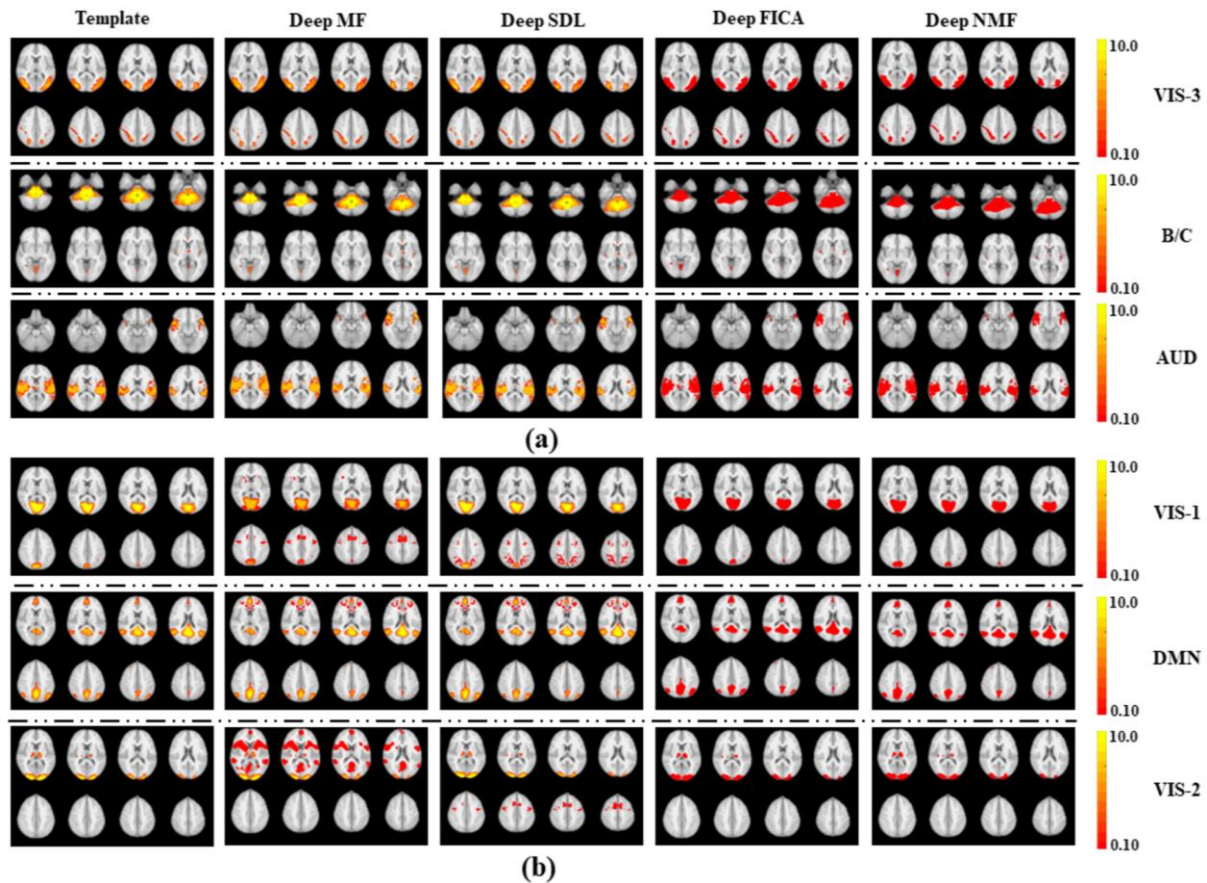 Template Deep MF Deep SDL Deep FICA Deep NMF
10.0
VIS-3
0.10
10.0
B/C
0.10
10.0
AUD
0.10
(a)
10.0
VIS-1
0.10
10.0
DMN
0.10
10.0
VIS-2
0.10
(b)